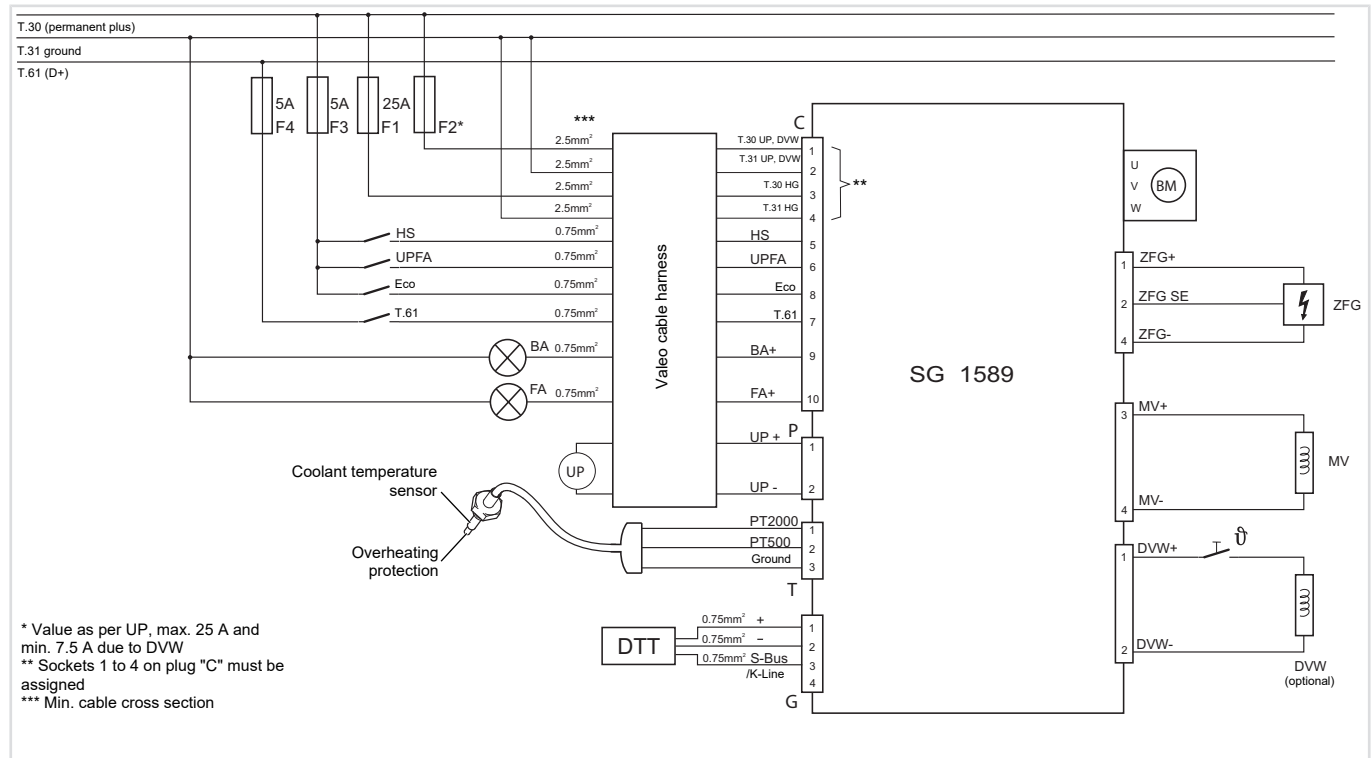 T.30 (permanent plus)
T.31 ground
T.61 (D+)
5A
F4
5A
F3
25A
F1
F2*
***
2.5mm²
2.5mm²
2.5mm²
2.5mm²
HS
0.75mm²
UPFA
0.75mm²
Eco
0.75mm²
T.61
0.75mm²
BA
0.75mm²
FA
0.75mm²
UP
Valeo cable harness
C
T.30 UP, DVW
1
T.31 UP, DVW
2
T.30 HG
3
T.31 HG
4
**
HS
5
UPFA
6
Eco
8
T.61
7
BA+
9
FA+
10
P
UP +
1
UP -
2
Coolant temperature
sensor
Overheating
protection
PT2000
1
PT500
2
Ground
3
T
DTT
0.75mm² +
1
0.75mm² –
2
0.75mm² S-Bus
/K-Line
3
4
G
SG 1589
U
V
W
BM
1
ZFG+
2
ZFG SE
4
ZFG-
ZFG
3
MV+
4
MV-
MV
1
DVW+
ϑ
2
DVW-
DVW
(optional)
* Value as per UP, max. 25 A and
min. 7.5 A due to DVW
** Sockets 1 to 4 on plug "C" must be
assigned
*** Min. cable cross section